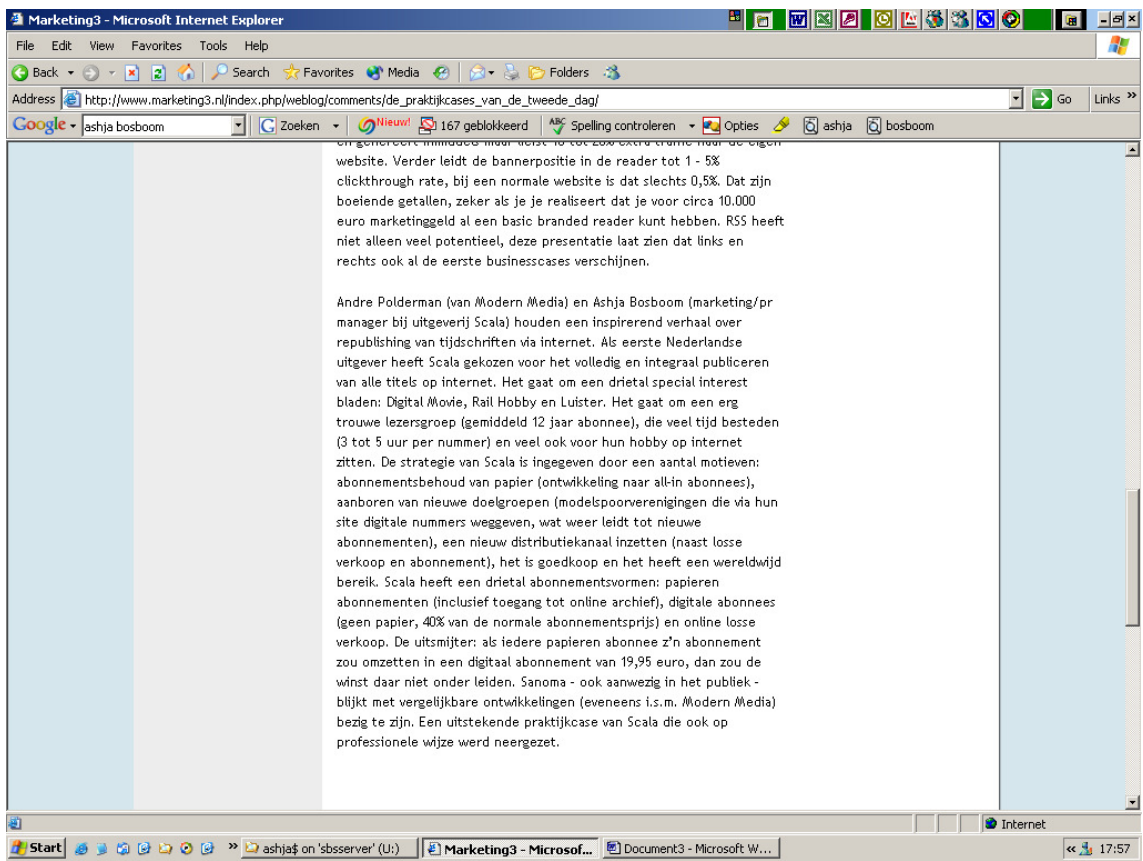 Marketing3 - Microsoft Internet Explorer
File Edit View Favorites Tools Help
Back Search Favorites Media Folders
Address http://www.marketing3.nl/index.php/weblog/comments/de_praktijkcases_van_de_tweede_dag/ Go Links »
Google ashja bosboom G Zoeken Nieuw! 167 geblokkeerd ABC Spelling controleren Opties ashja bosboom
website. Verder leidt de bannerpositie in de reader tot 1 - 5%
clickthrough rate, bij een normale website is dat slechts 0,5%. Dat zijn
boeiende getallen, zeker als je je realiseert dat je voor circa 10.000
euro marketinggeld al een basic branded reader kunt hebben. RSS heeft
niet alleen veel potentieel, deze presentatie laat zien dat links en
rechts ook al de eerste businesscases verschijnen.
Andre Polderman (van Modern Media) en Ashja Bosboom (marketing/pr
manager bij uitgeverij Scala) houden een inspirerend verhaal over
republishing van tijdschriften via internet. Als eerste Nederlandse
uitgever heeft Scala gekozen voor het volledig en integraal publiceren
van alle titels op internet. Het gaat om een drietal special interest
bladen: Digital Movie, Rail Hobby en Luister. Het gaat om een erg
trouwe lezersgroep (gemiddeld 12 jaar abonnee), die veel tijd besteden
(3 tot 5 uur per nummer) en veel ook voor hun hobby op internet
zitten. De strategie van Scala is ingegeven door een aantal motieven:
abonnementsbehoud van papier (ontwikkeling naar all-in abonnees),
aanboren van nieuwe doelgroepen (modelspoorverenigingen die via hun
site digitale nummers weggeven, wat weer leidt tot nieuwe
abonnementen), een nieuw distributiekanaal inzetten (naast losse
verkoop en abonnement), het is goedkoop en het heeft een wereldwijd
bereik. Scala heeft een drietal abonnementsvormen: papieren
abonnementen (inclusief toegang tot online archief), digitale abonnees
(geen papier, 40% van de normale abonnementsprijs) en online losse
verkoop. De uitsmijter: als iedere papieren abonnee z'n abonnement
zou omzetten in een digitaal abonnement van 19,95 euro, dan zou de
winst daar niet onder leiden. Sanoma - ook aanwezig in het publiek -
blijkt met vergelijkbare ontwikkelingen (eveneens i.s.m. Modern Media)
bezig te zijn. Een uitstekende praktijkcase van Scala die ook op
professionele wijze werd neergezet.
Internet
Start » ashja$ on 'sbsserver' (U:) Marketing3 - Microsof... Document3 - Microsoft W... « 17:57